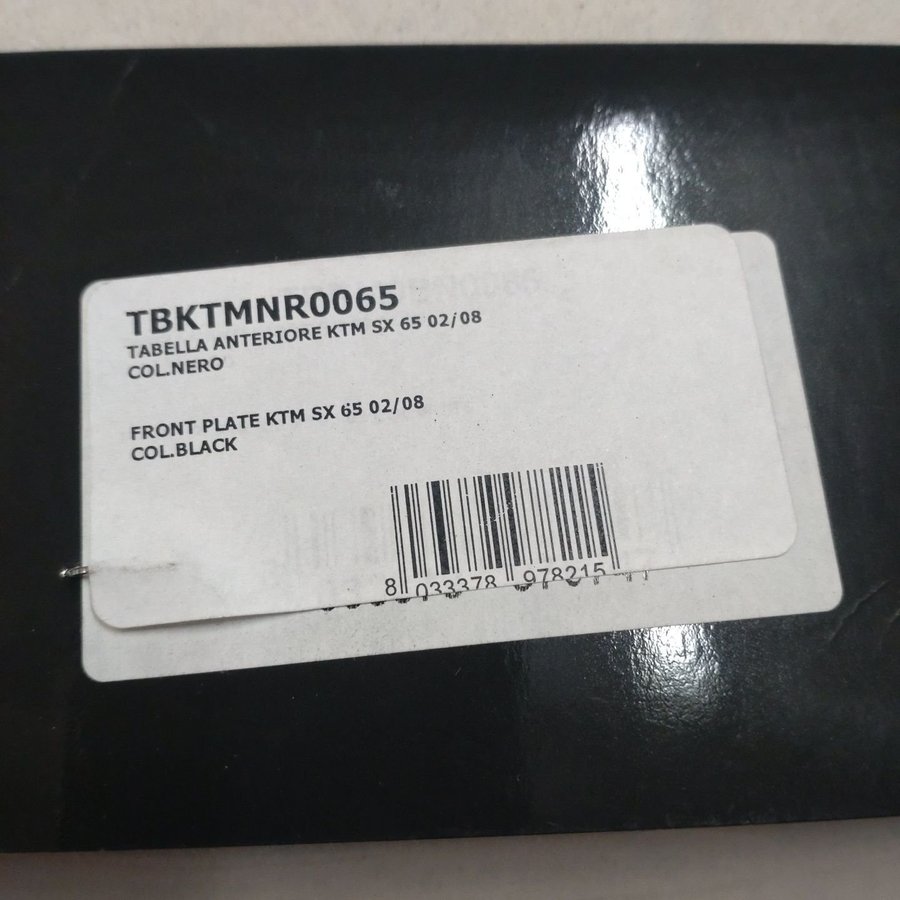 TBKTMNR0065
TABELLA ANTERIORE KTM SX 65 02/08
COL.NERO
FRONT PLATE KTM SX 65 02/08
COL.BLACK
8 033378 978215